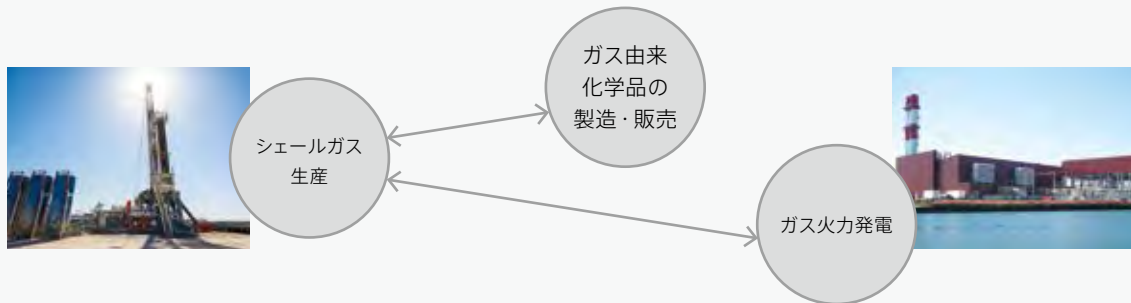 ガス由来
化学品の
製造・販売
シェールガス
生産
ガス火力発電